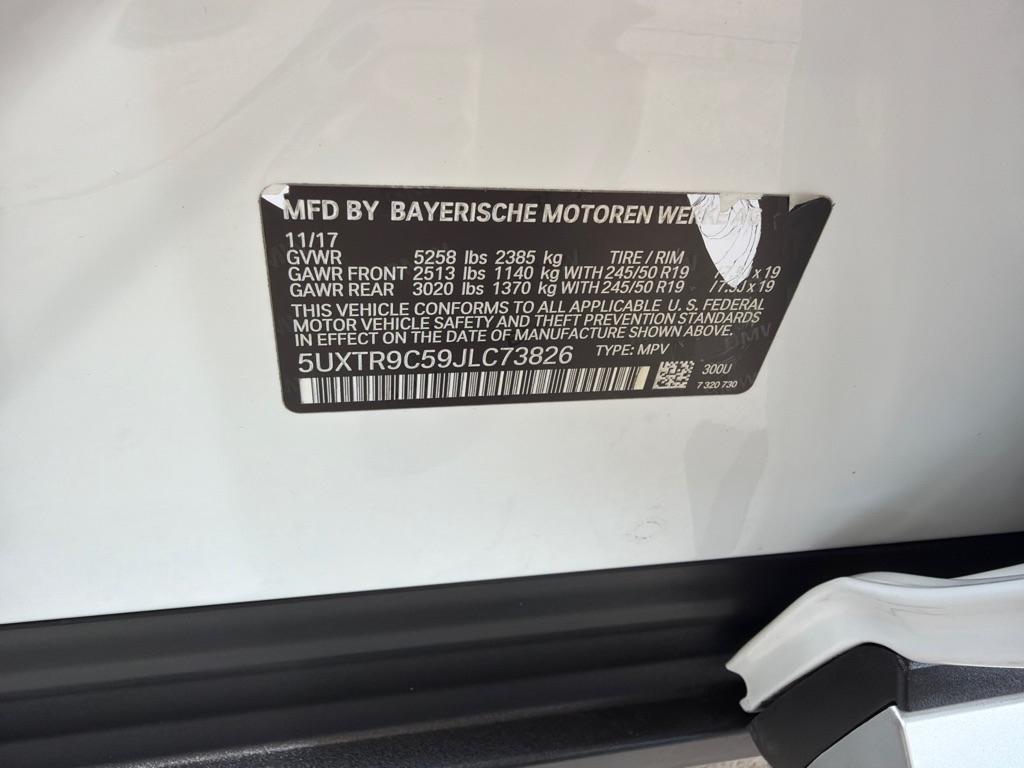 MFD BY BAYERISCHE MOTOREN
11/17
GVWR 5258 lbs 2385 kg TIRE / RIM
GAWR FRONT 2513 lbs 1140 kg WITH 245/50 R19 x 19
GAWR REAR 3020 lbs 1370 kg WITH 245/50 R19 / 7.50 x 19
THIS VEHICLE CONFORMS TO ALL APPLICABLE U. S. FEDERAL
MOTOR VEHICLE SAFETY AND THEFT PREVENTION STANDARDS
IN EFFECT ON THE DATE OF MANUFACTURE SHOWN ABOVE.
5UXTR9C59JLC73826 TYPE: MPV
300U
7 320 730